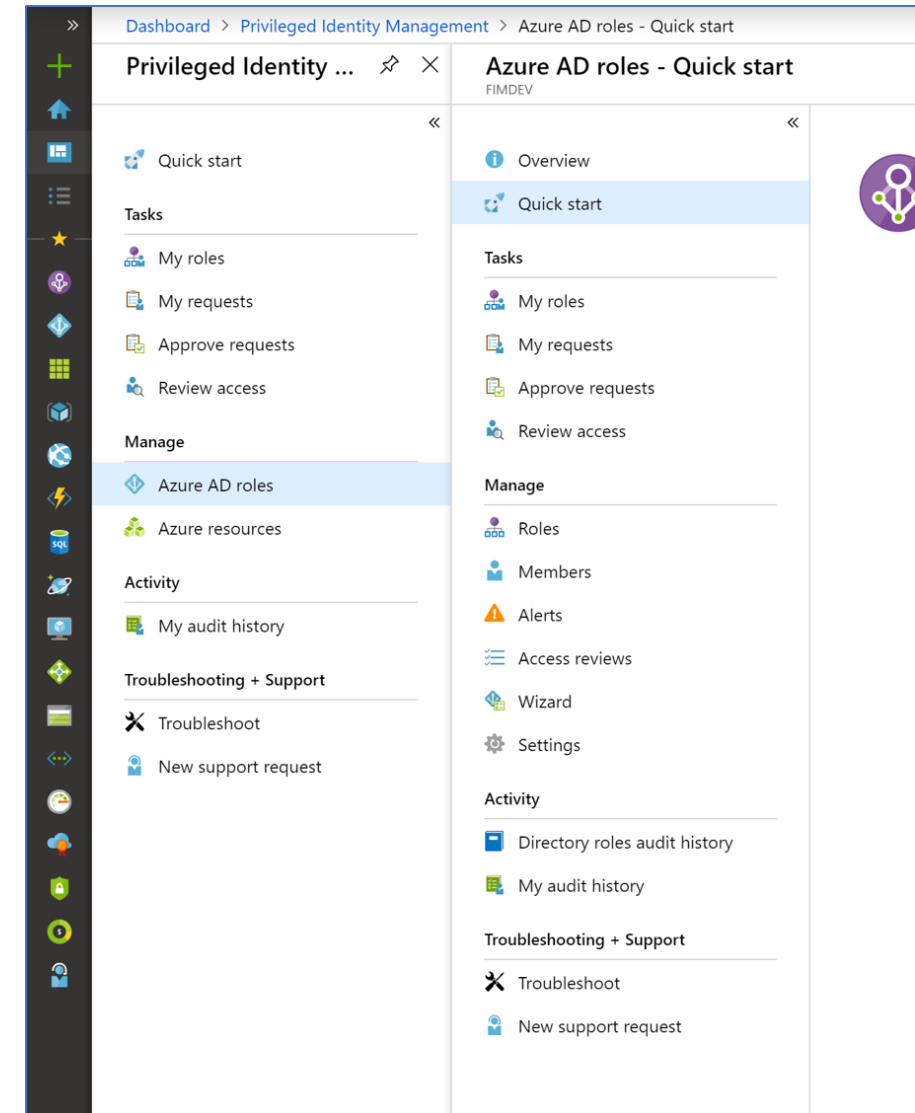 Dashboard > Privileged Identity Management > Azure AD roles - Quick start
Privileged Identity ...
Quick start
Tasks
My roles
My requests
Approve requests
Review access
Manage
Azure AD roles
Azure resources
Activity
My audit history
Troubleshooting + Support
Troubleshoot
New support request
Azure AD roles - Quick start
FIMDEV
Overview
Quick start
Tasks
My roles
My requests
Approve requests
Review access
Manage
Roles
Members
Alerts
Access reviews
Wizard
Settings
Activity
Directory roles audit history
My audit history
Troubleshooting + Support
Troubleshoot
New support request
SQL